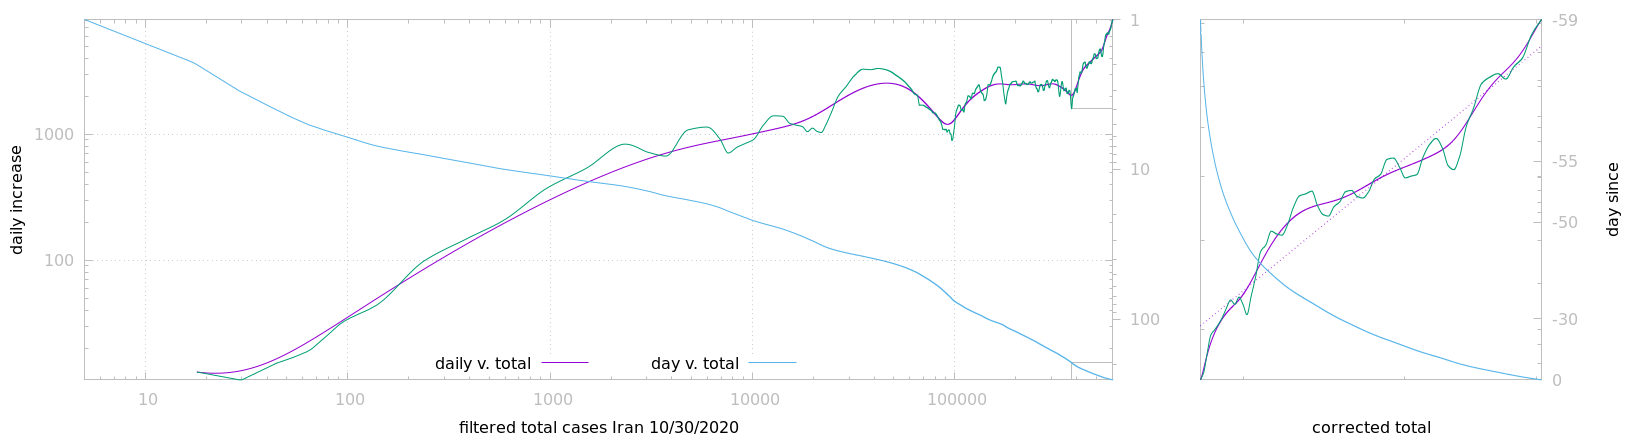 daily increase
1000
100
10
100
1000
10000
100000
filtered total cases Iran 10/30/2020
daily v. total
day v. total
1
10
100
corrected total
-59
-55
-50
-30
0
day since